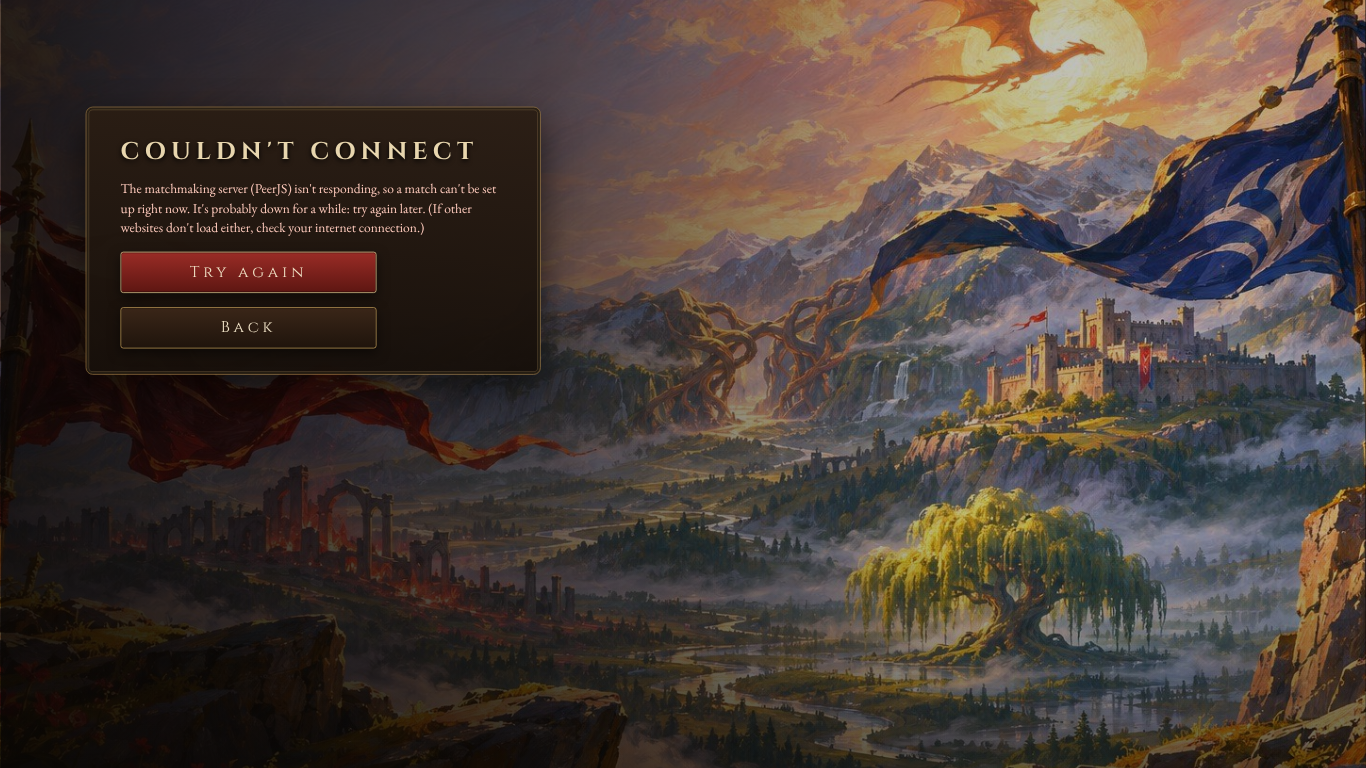 COULDN'T CONNECT
The matchmaking server (PeerJS) isn't responding, so a match can't be set
up right now. It's probably down for a while: try again later. (If other
websites don't load either, check your internet connection.)
Try again
Back